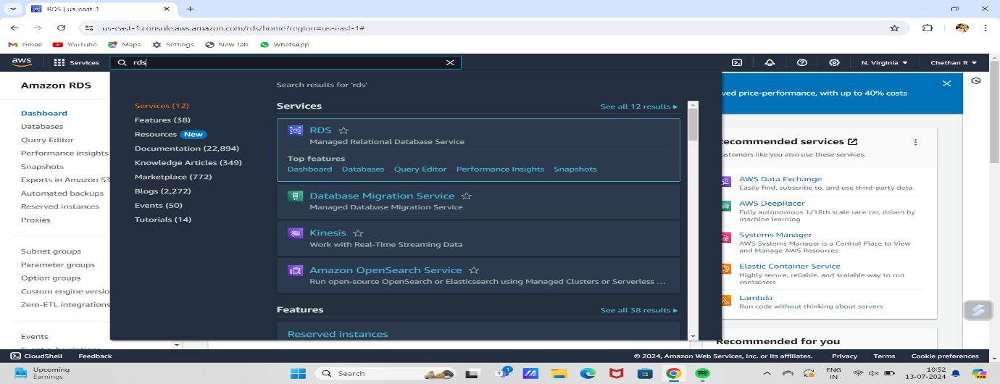 RDS | us-east-1
us-east-1.console.aws.amazon.com/rds/home?region=us-east-1#
Gmail YouTube Maps Settings New Tab WhatsApp
aws Services rds N. Virginia Chethan R
Amazon RDS
Dashboard
Databases
Query Editor
Performance insights
Snapshots
Exports in Amazon S3
Automated backups
Reserved instances
Proxies
Subnet groups
Parameter groups
Option groups
Custom engine versio
Zero-ETL integrations
Events
Event subscriptions
Search results for 'rds'
Services (12)
Features (38)
Resources New
Documentation (22,894)
Knowledge Articles (349)
Marketplace (772)
Blogs (2,272)
Events (50)
Tutorials (14)
Services See all 12 results
RDS
Managed Relational Database Service
Top features
Dashboard Databases Query Editor Performance Insights Snapshots
Database Migration Service
Managed Database Migration Service
Kinesis
Work with Real-Time Streaming Data
Amazon OpenSearch Service
Run open-source OpenSearch or Elasticsearch using Managed Clusters or Serverless ...
Features See all 38 results
Reserved instances
ved price-performance, with up to 40% costs
Recommended services
ustomers like you also use these services.
AWS Data Exchange
Easily find, subscribe to, and use third-party data
AWS DeepRacer
Fully autonomous 1/18th scale race car, driven by
machine learning
Systems Manager
AWS Systems Manager is a Central Place to View
and Manage AWS Resources
Elastic Container Service
Highly secure, reliable, and scalable way to run
containers
Lambda
Run code without thinking about servers
Recommended for you
CloudShell Feedback © 2024, Amazon Web Services, Inc. or its affiliates. Privacy Terms Cookie preferences
Upcoming
Earnings
Search
1
ENG
IN
10:52
13-07-2024
PRE